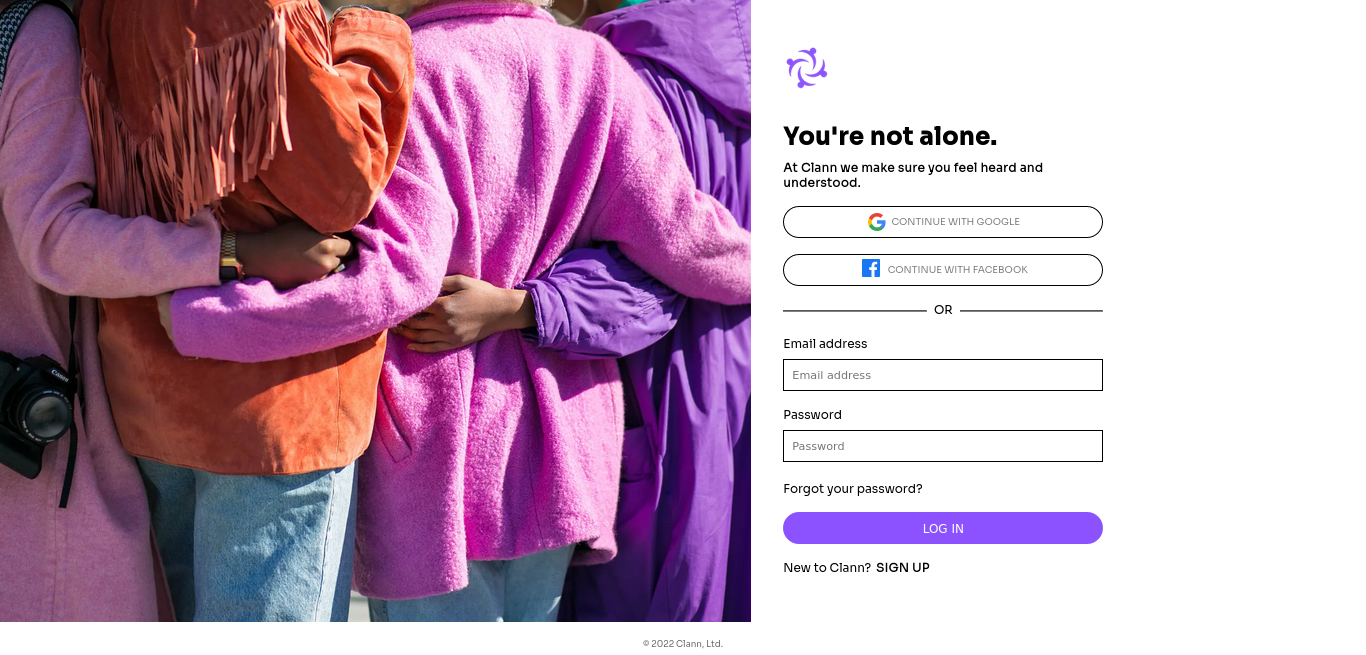 You're not alone.
At Clann we make sure you feel heard and
understood.
CONTINUE WITH GOOGLE
CONTINUE WITH FACEBOOK
OR
Email address
Email address
Password
Password
Forgot your password?
LOG IN
New to Clann? SIGN UP
Canon
© 2022 Clann, Ltd.